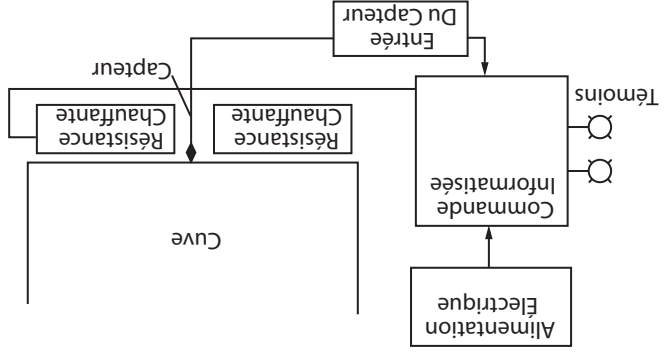 Alimentation
Électrique
Cuve
Commande
Informatisée
Résistance
Chauffante
Résistance
Chauffante
Témoins
Capteur
Entrée
Du Capteur